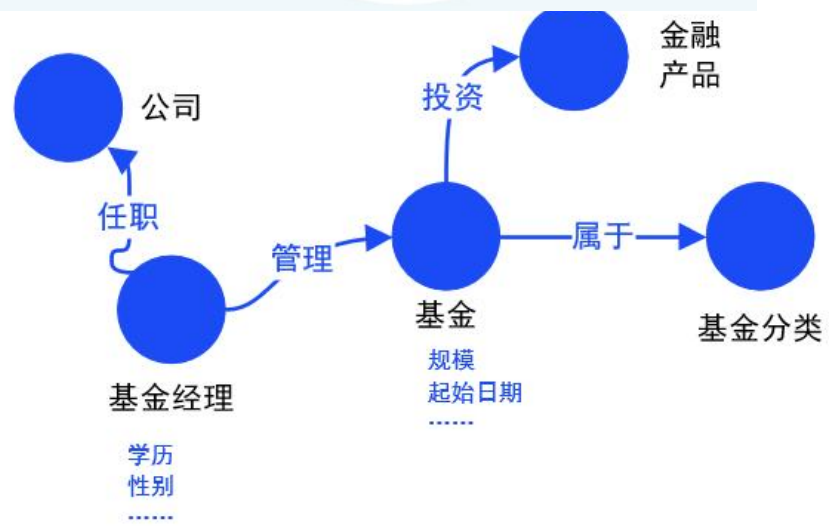 金融
产品
公司
投资
任职
管理
属于
基金
基金分类
规模
起始日期
……
基金经理
学历
性别
……